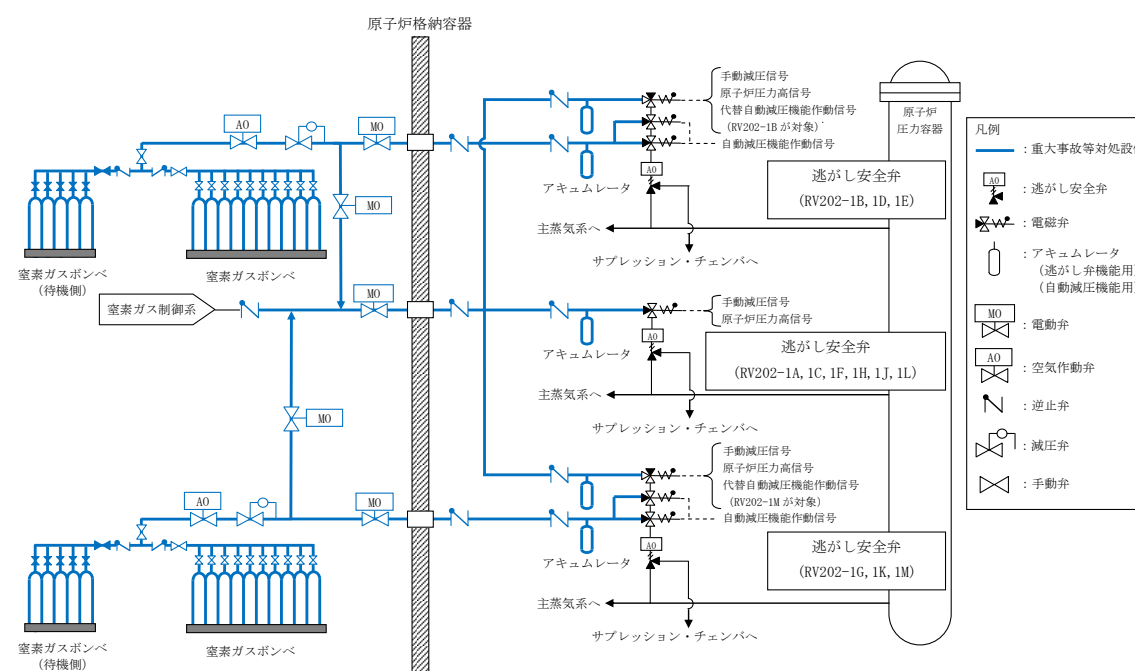 原子炉格納容器
手動減圧信号
原子炉圧力高信号
代替自動減圧機能作動信号
(RV202-1B が対象)
自動減圧機能作動信号
AO
MO
アキュムレータ
AO
逃がし安全弁
(RV202-1B, 1D, 1E)
主蒸気系へ
サプレッション・チェンバへ
MO
窒素ガスボンベ
(待機側)
窒素ガスボンベ
窒素ガス制御系
MO
手動減圧信号
原子炉圧力高信号
アキュムレータ
AO
逃がし安全弁
(RV202-1A, 1C, 1F, 1H, 1J, 1L)
主蒸気系へ
サプレッション・チェンバへ
MO
手動減圧信号
原子炉圧力高信号
代替自動減圧機能作動信号
(RV202-1M が対象)
自動減圧機能作動信号
AO
MO
アキュムレータ
AO
逃がし安全弁
(RV202-1G, 1K, 1M)
主蒸気系へ
サプレッション・チェンバへ
窒素ガスボンベ
(待機側)
窒素ガスボンベ
原子炉
圧力容器
凡例
：重大事故等対処設
AO
：逃がし安全弁
：電磁弁
：アキュムレータ
(逃がし弁機能用)
(自動減圧機能用)
MO
：電動弁
AO
：空気作動弁
：逆止弁
：減圧弁
：手動弁